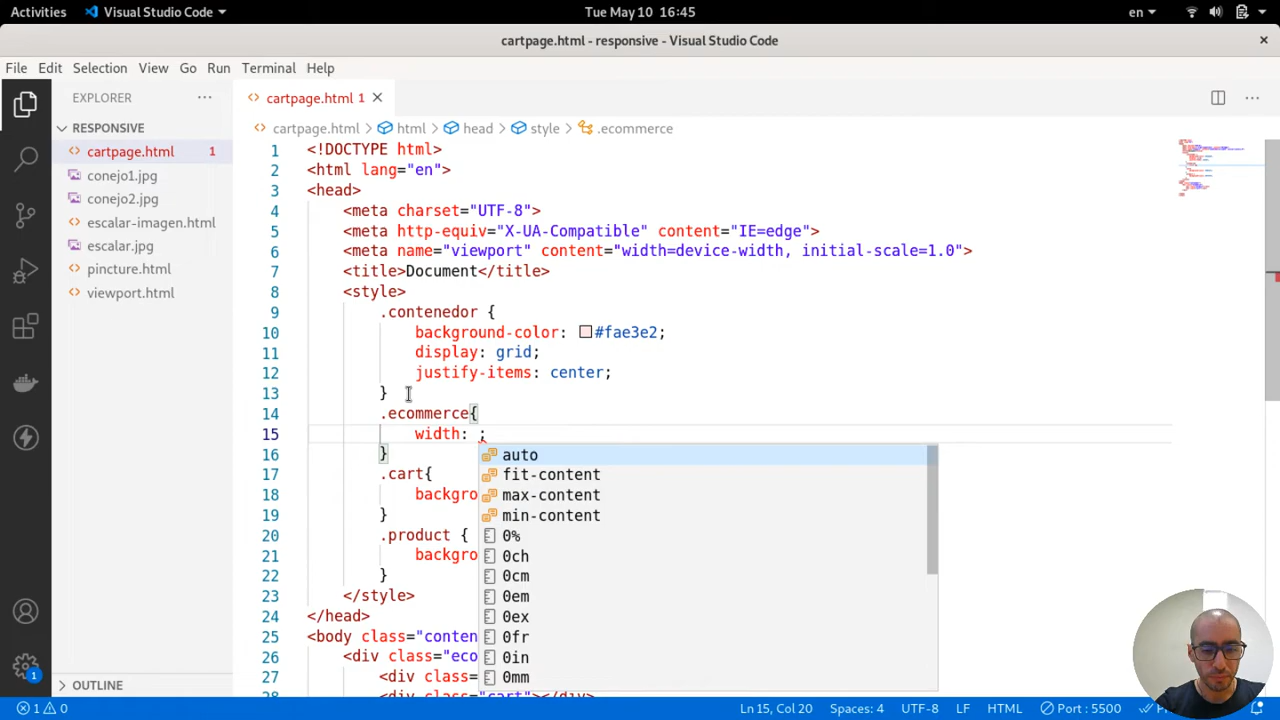 Activities Visual Studio Code Tue May 10 16:45 en
cartpage.html - responsive - Visual Studio Code ×
File Edit Selection View Go Run Terminal Help
EXPLORER ···
cartpage.html 1 ×
RESPONSIVE
cartpage.html 1
conejo1.jpg
conejo2.jpg
escalar-imagen.html
escalar.jpg
pincture.html
viewport.html
OUTLINE
cartpage.html > html > head > style > .ecommerce
1 <!DOCTYPE html>
2 <html lang="en">
3 <head>
4 <meta charset="UTF-8">
5 <meta http-equiv="X-UA-Compatible" content="IE=edge">
6 <meta name="viewport" content="width=device-width, initial-scale=1.0">
7 <title>Document</title>
8 <style>
9 .contenedor {
10 background-color: #fae3e2;
11 display: grid;
12 justify-items: center;
13 }
14 .ecommerce{
15 width: ;
16 }
17 .cart{
18 backgro
19 }
20 .product {
21 backgro
22 }
23 </style>
24 </head>
25 <body class="conten
26 <div class="eco
27 <div class=
28 <div class="cart"></div>
auto
fit-content
max-content
min-content
0%
0ch
0cm
0em
0ex
0fr
0in
0mm
1
1 0 Ln 15, Col 20 Spaces: 4 UTF-8 LF HTML Port : 5500